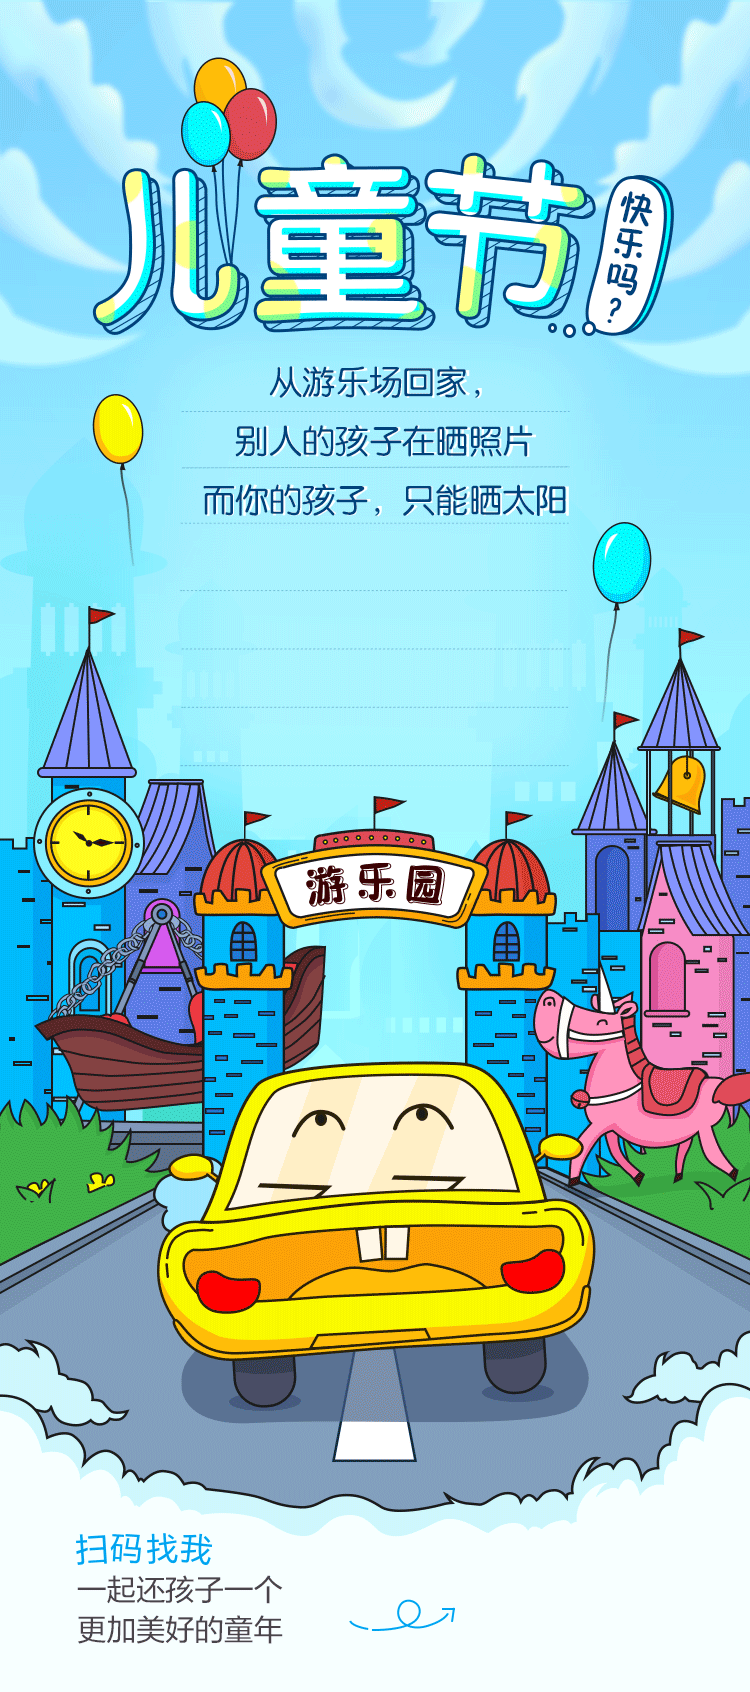 儿童节
快乐吗?
从游乐场回家，
别人的孩子在晒照片
而你的孩子，只能晒太阳
游乐园
扫码找我
一起还孩子一个
更加美好的童年